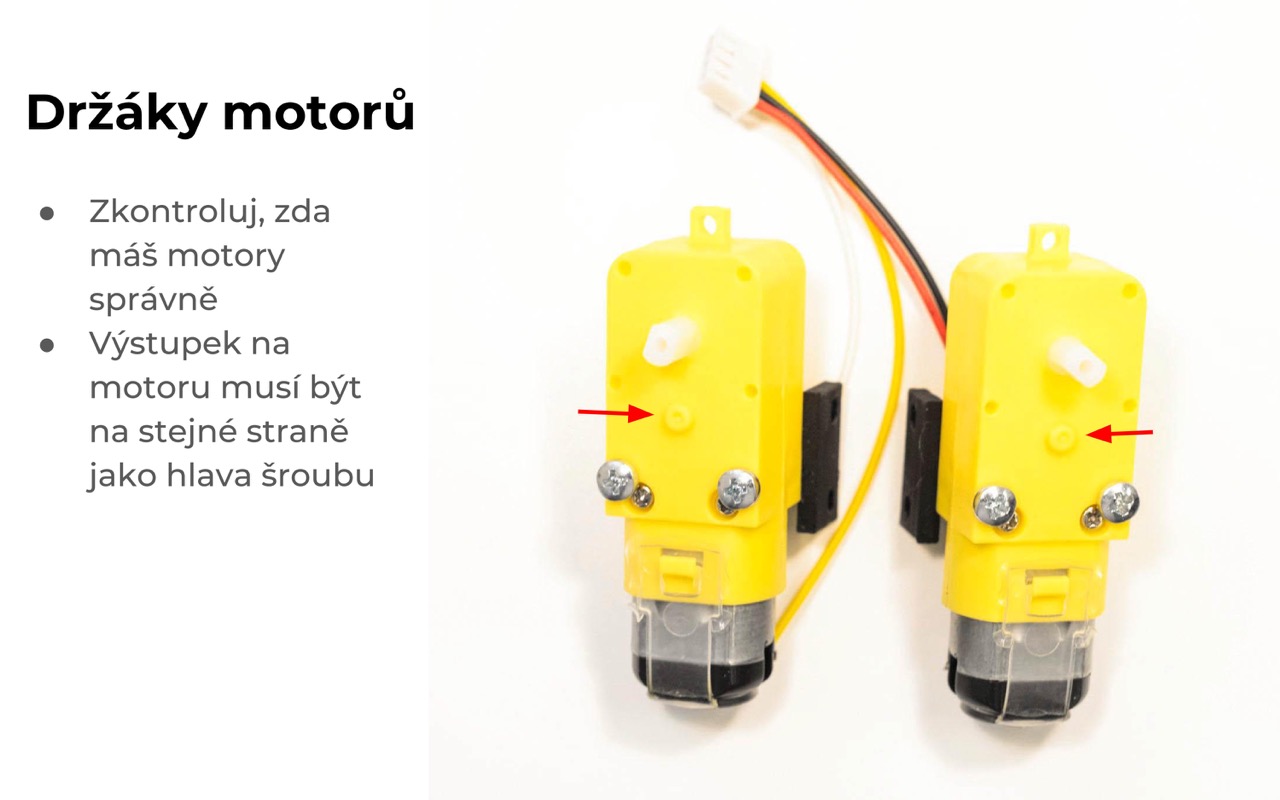 Držáky motorů
● Zkontroluj, zda
máš motory
správně
● Výstupek na
motoru musí být
na stejné straně
jako hlava šroubu